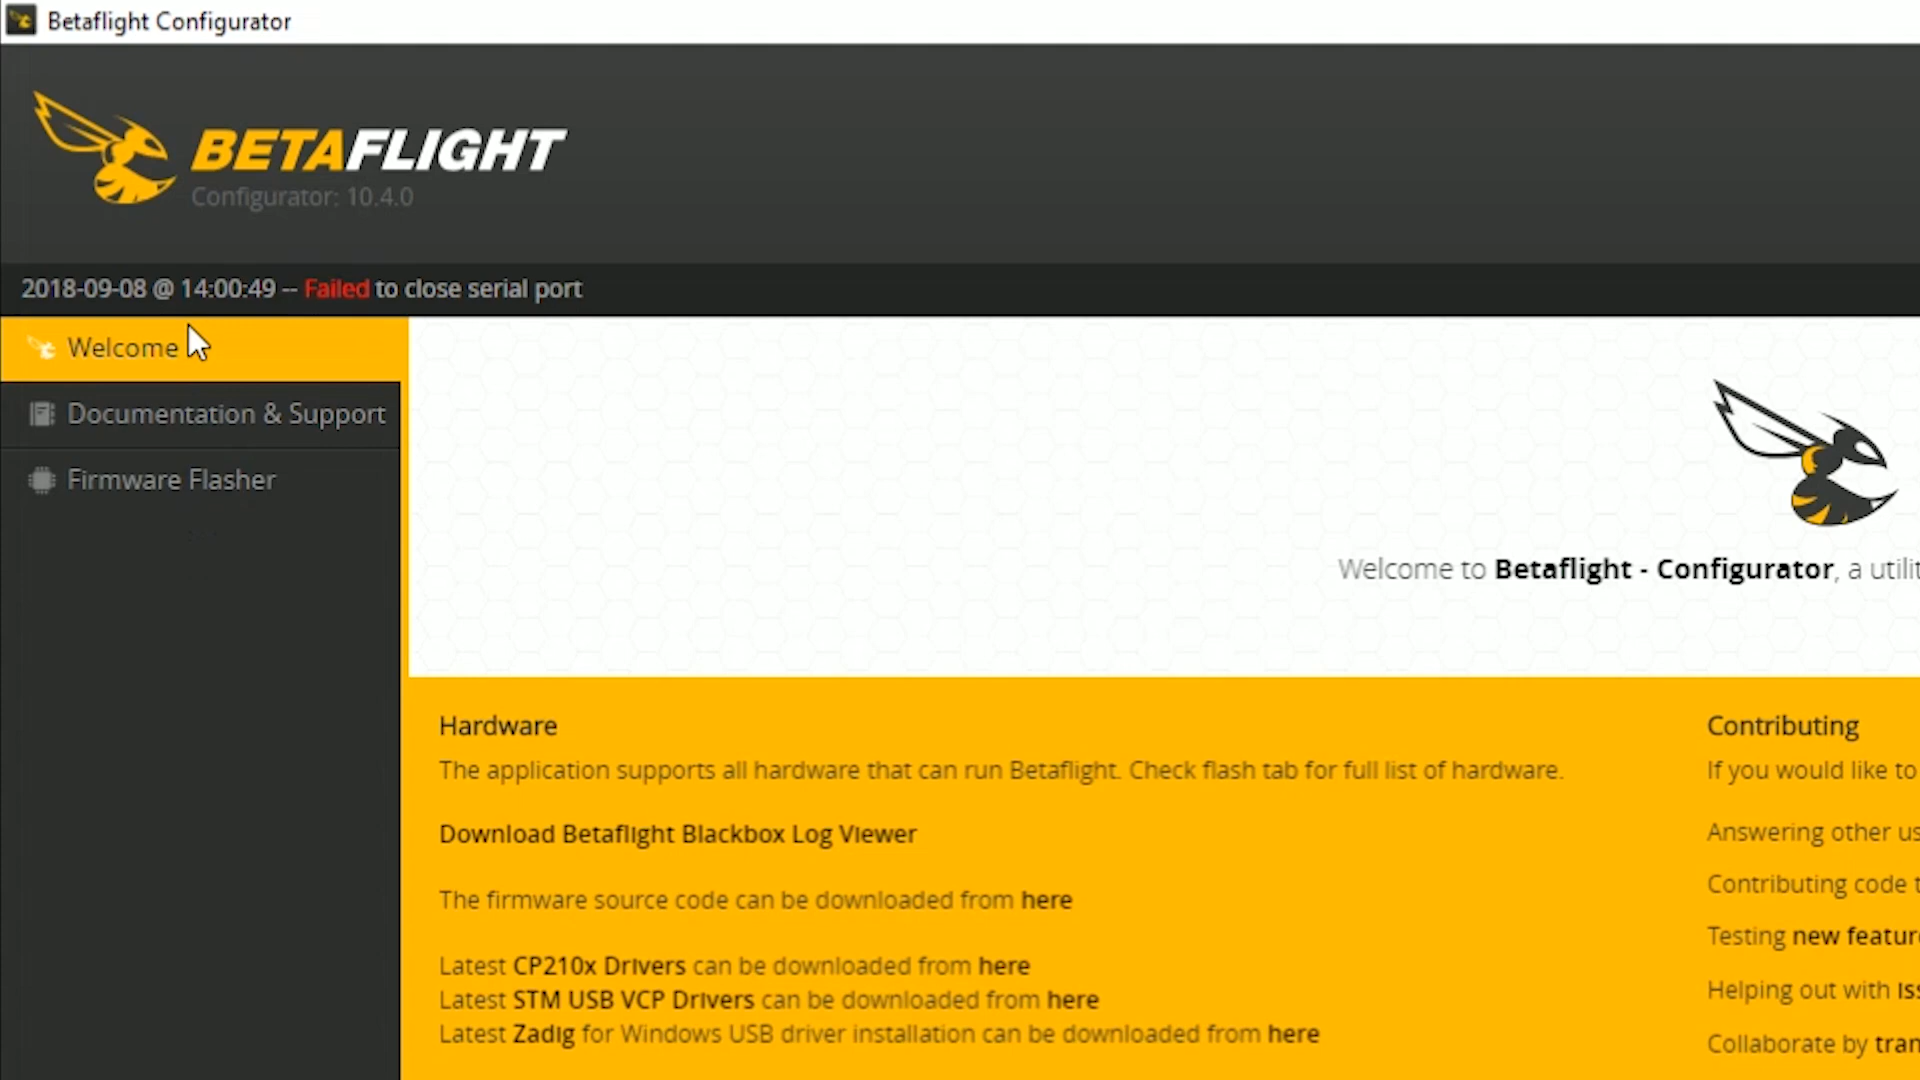 Betaflight Configurator
BETAFLIGHT
Configurator: 10.4.0
2018-09-08 @ 14:00:49 -- Failed to close serial port
Welcome
Documentation & Support
Firmware Flasher
Welcome to Betaflight - Configurator, a utilit
Hardware
The application supports all hardware that can run Betaflight. Check flash tab for full list of hardware.
Download Betaflight Blackbox Log Viewer
The firmware source code can be downloaded from here
Latest CP210x Drivers can be downloaded from here
Latest STM USB VCP Drivers can be downloaded from here
Latest Zadig for Windows USB driver installation can be downloaded from here
Contributing
If you would like to
Answering other us
Contributing code t
Testing new featur
Helping out with iss
Collaborate by tran